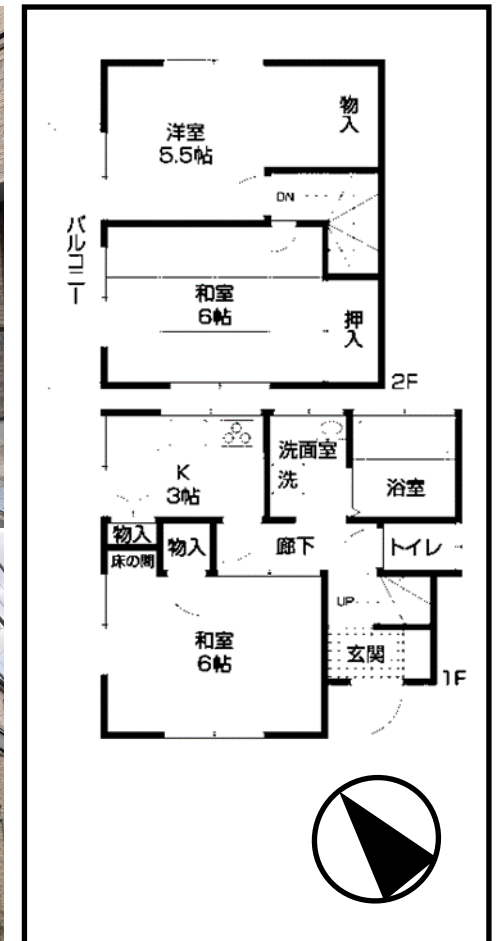 物入
洋室
5.5帖
DN
バルコニー
和室
6帖
押入
2F
K
3帖
洗面室
洗
浴室
物入
床の間
物入
廊下
トイレ
UP
和室
6帖
玄関
1F